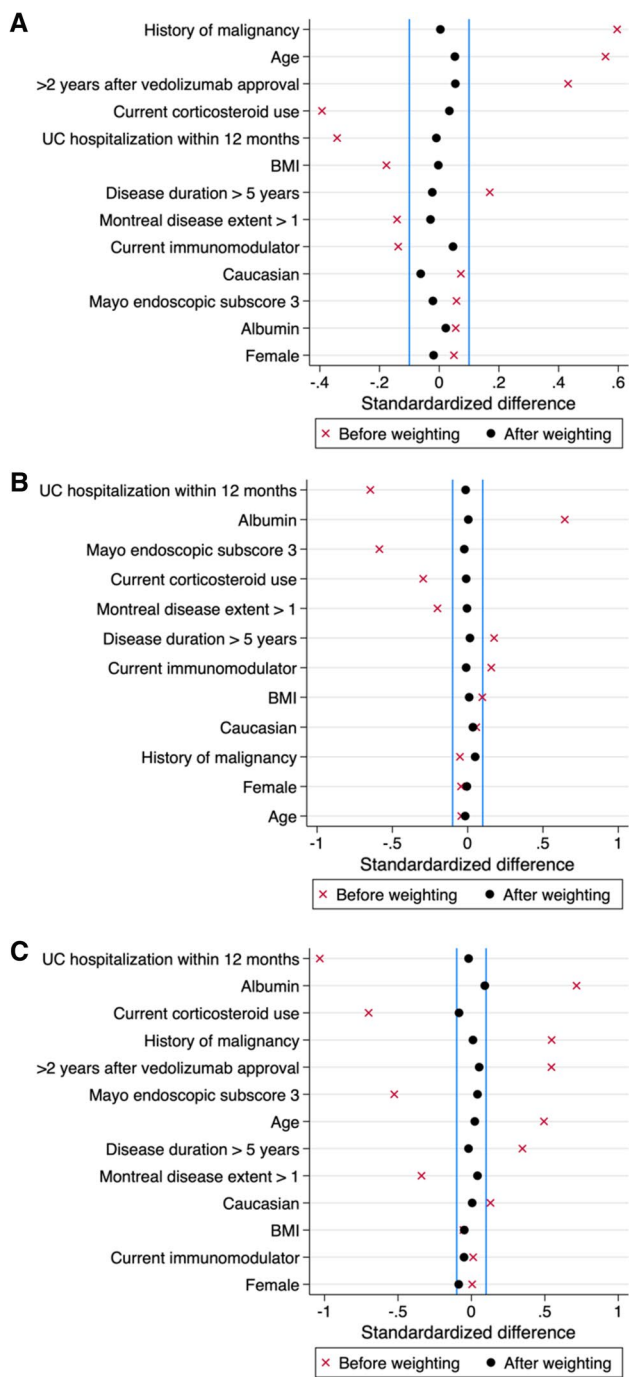 A
History of malignancy
Age
>2 years after vedolizumab approval
Current corticosteroid use
UC hospitalization within 12 months
BMI
Disease duration > 5 years
Montreal disease extent > 1
Current immunomodulator
Caucasian
Mayo endoscopic subscore 3
Albumin
Female
-.4 -.2 0 .2 .4 .6
Standardardized difference
Before weighting After weighting
B
UC hospitalization within 12 months
Albumin
Mayo endoscopic subscore 3
Current corticosteroid use
Montreal disease extent > 1
Disease duration > 5 years
Current immunomodulator
BMI
Caucasian
History of malignancy
Female
Age
-1 -.5 0 .5 1
Standardardized difference
Before weighting After weighting
C
UC hospitalization within 12 months
Albumin
Current corticosteroid use
History of malignancy
>2 years after vedolizumab approval
Mayo endoscopic subscore 3
Age
Disease duration > 5 years
Montreal disease extent > 1
Caucasian
BMI
Current immunomodulator
Female
-1 -.5 0 .5 1
Standardardized difference
Before weighting After weighting